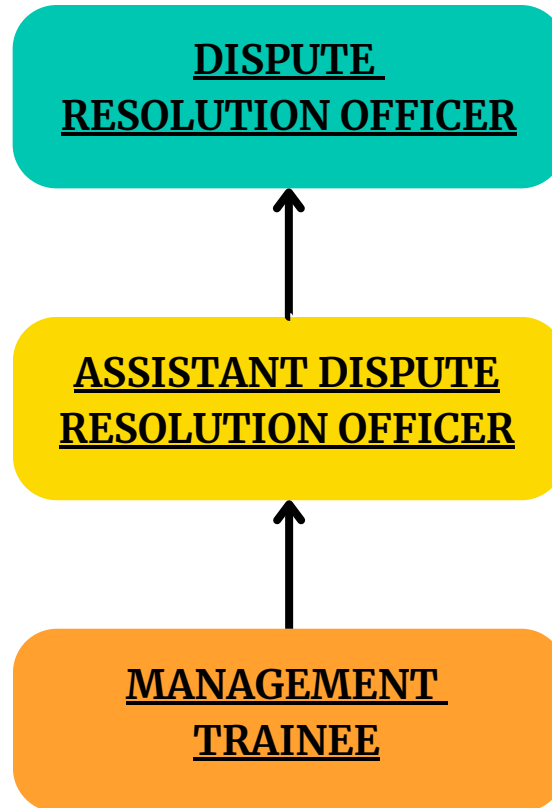 DISPUTE
RESOLUTION OFFICER
ASSISTANT DISPUTE
RESOLUTION OFFICER
MANAGEMENT
TRAINEE